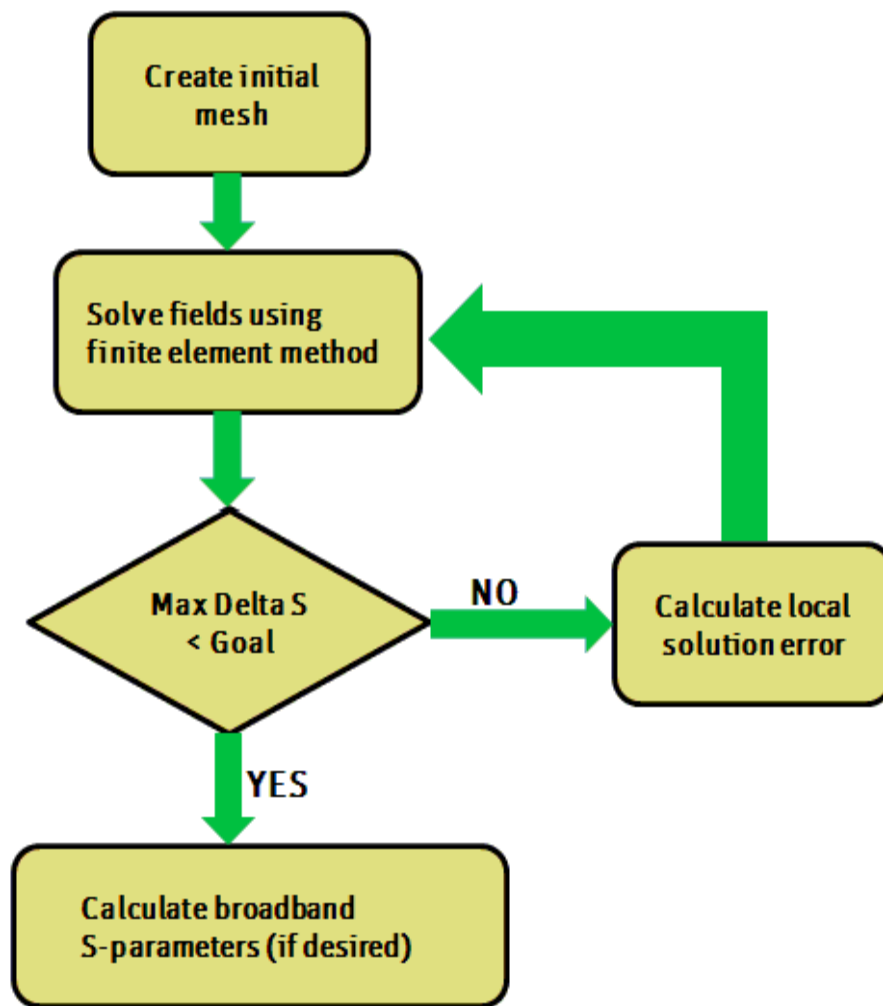 Create initial
mesh
Solve fields using
finite element method
Max Delta S
< Goal
NO
Calculate local
solution error
YES
Calculate broadband
S-parameters (if desired)